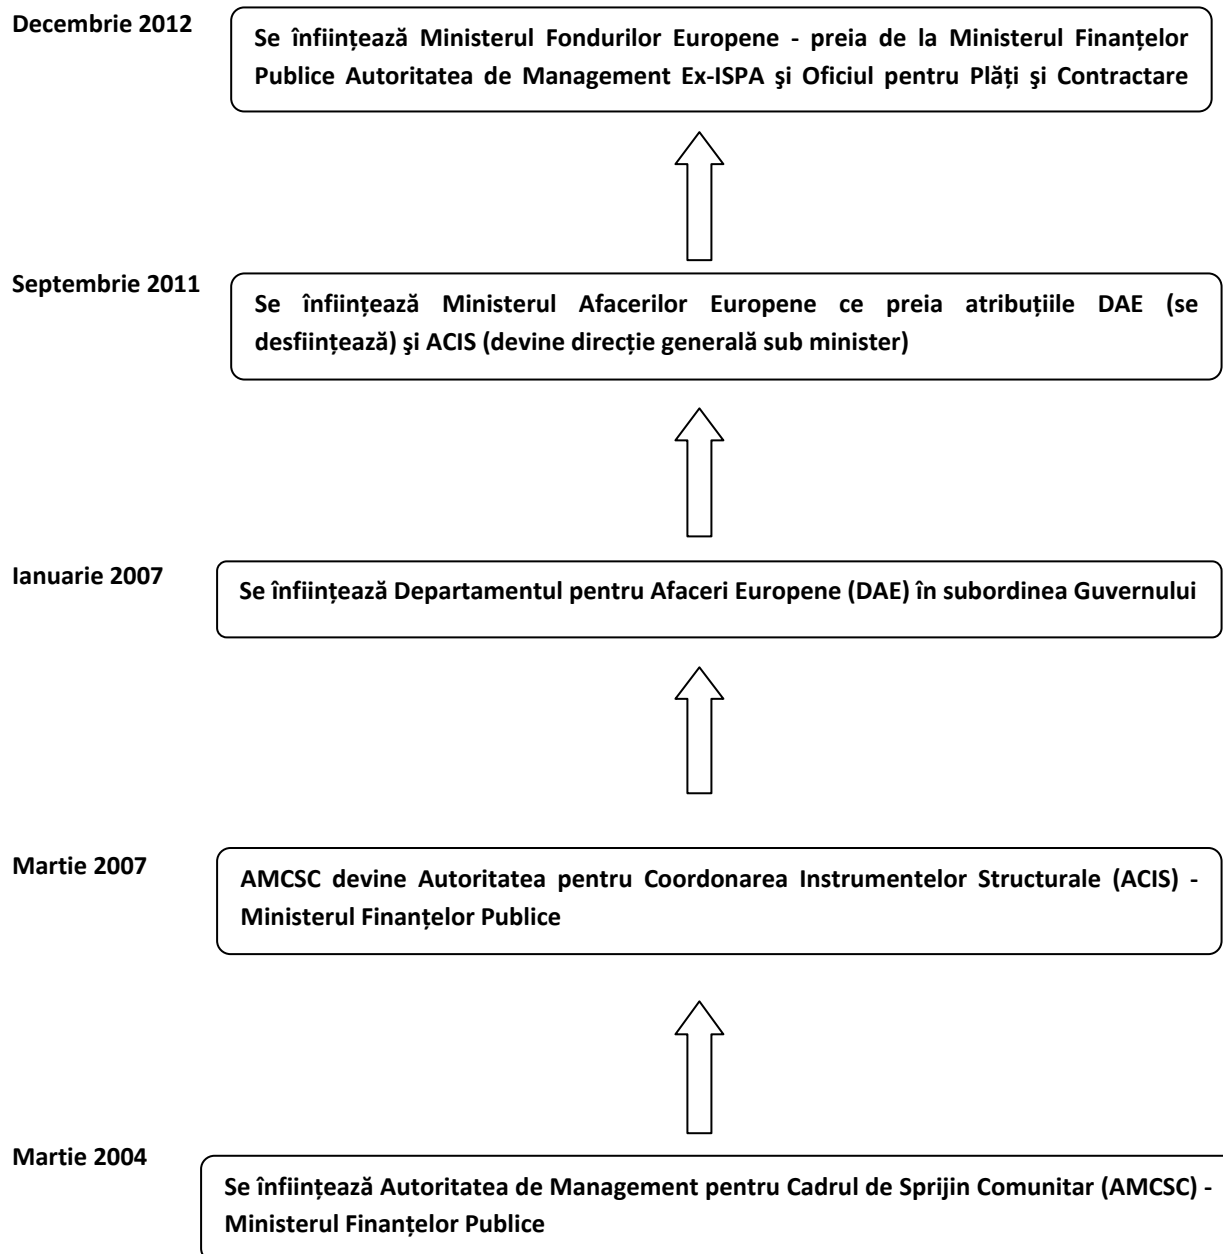 Decembrie 2012
Se înființează Ministerul Fondurilor Europene - preia de la Ministerul Finanțelor
Publice Autoritatea de Management Ex-ISPA şi Oficiul pentru Plăți şi Contractare
Septembrie 2011
Se înființează Ministerul Afacerilor Europene ce preia atribuțiile DAE (se
desființează) şi ACIS (devine direcție generală sub minister)
Ianuarie 2007
Se înființează Departamentul pentru Afaceri Europene (DAE) în subordinea Guvernului
Martie 2007
AMCSC devine Autoritatea pentru Coordonarea Instrumentelor Structurale (ACIS) -
Ministerul Finanțelor Publice
Martie 2004
Se înființează Autoritatea de Management pentru Cadrul de Sprijin Comunitar (AMCSC) -
Ministerul Finanțelor Publice